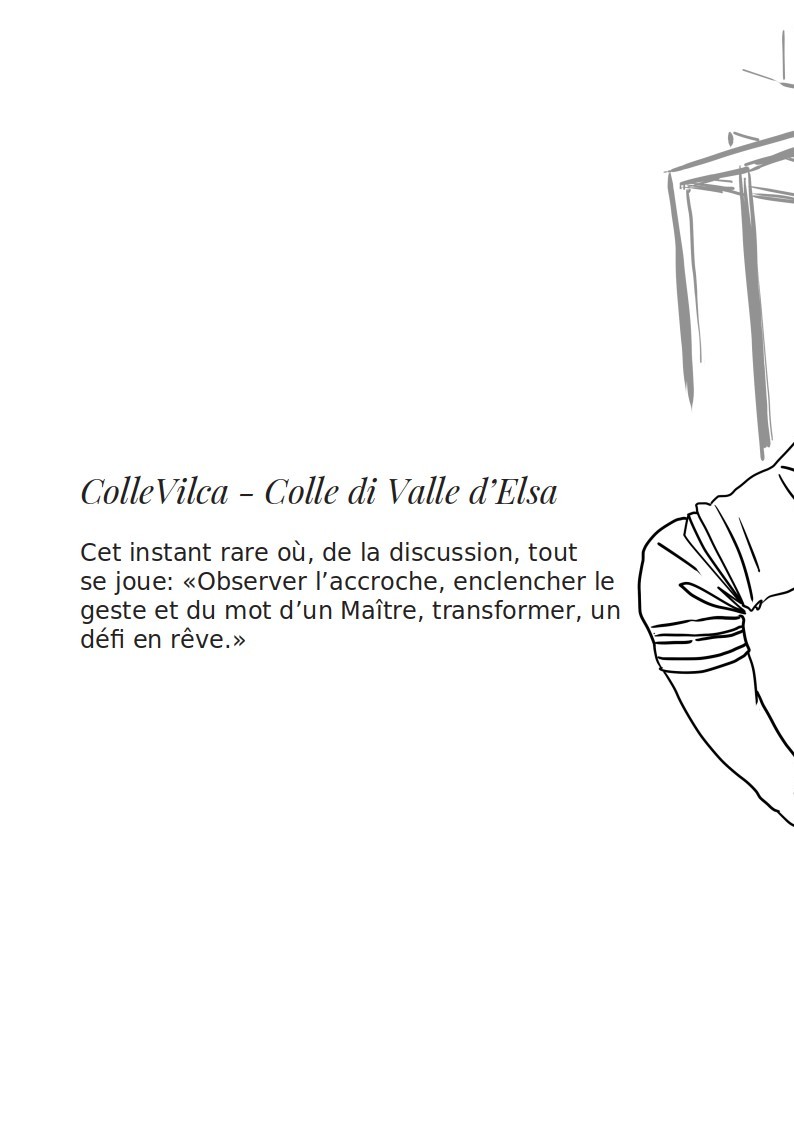 ColleVilca – Colle di Valle d’Elsa
Cet instant rare où, de la discussion, tout
se joue: «Observer l’accroche, enclencher le
geste et du mot d’un Maître, transformer, un
défi en rêve.»